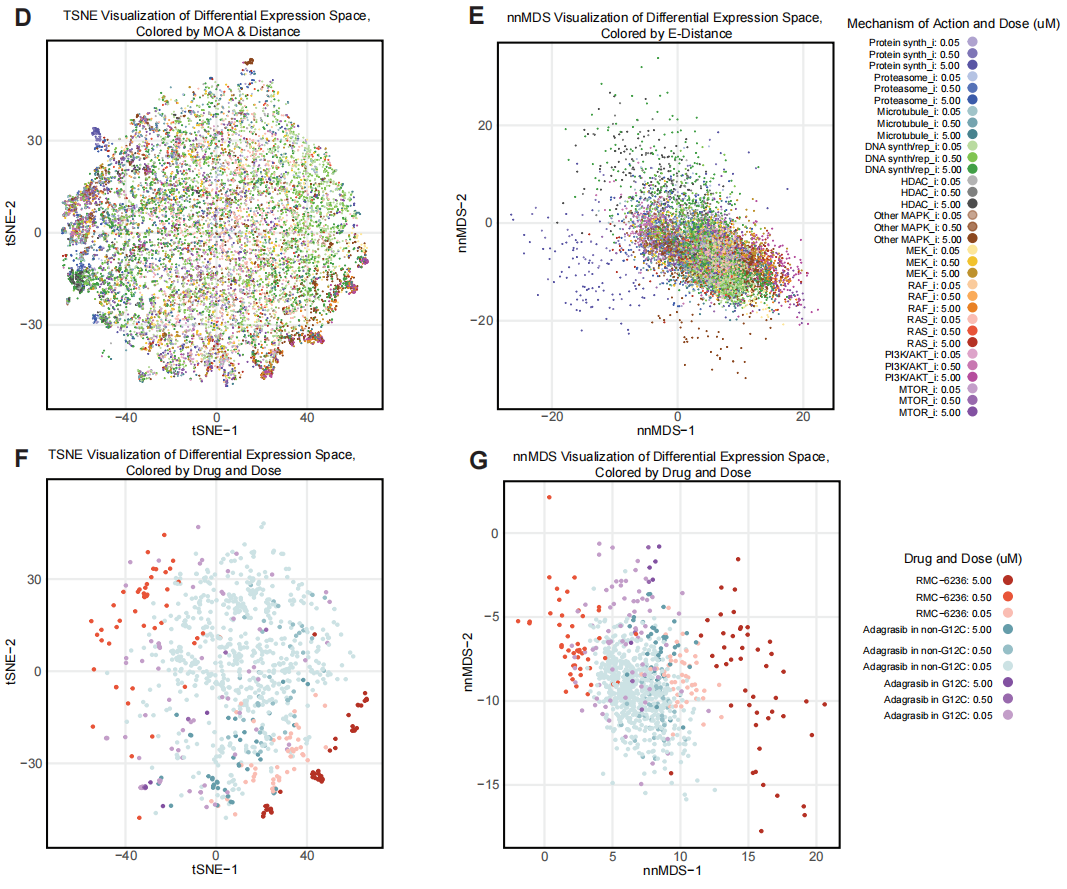 D
TSNE Visualization of Differential Expression Space,
Colored by MOA & Distance
tSNE−2
30
0
−30
−40
0
40
tSNE−1
E
nnMDS Visualization of Differential Expression Space,
Colored by E-Distance
nnMDS−2
20
0
−20
−20
0
20
nnMDS−1
Mechanism of Action and Dose (uM)
Protein synth_i: 0.05
Protein synth_i: 0.50
Protein synth_i: 5.00
Proteasome_i: 0.05
Proteasome_i: 0.50
Proteasome_i: 5.00
Microtubule_i: 0.05
Microtubule_i: 0.50
Microtubule_i: 5.00
DNA synth/rep_i: 0.05
DNA synth/rep_i: 0.50
DNA synth/rep_i: 5.00
HDAC_i: 0.05
HDAC_i: 0.50
HDAC_i: 5.00
Other MAPK_i: 0.05
Other MAPK_i: 0.50
Other MAPK_i: 5.00
MEK_i: 0.05
MEK_i: 0.50
MEK_i: 5.00
RAF_i: 0.05
RAF_i: 0.50
RAF_i: 5.00
RAS_i: 0.05
RAS_i: 0.50
RAS_i: 5.00
PI3K/AKT_i: 0.05
PI3K/AKT_i: 0.50
PI3K/AKT_i: 5.00
MTOR_i: 0.05
MTOR_i: 0.50
MTOR_i: 5.00
F
TSNE Visualization of Differential Expression Space,
Colored by Drug and Dose
tSNE−2
30
0
−30
−40
0
40
tSNE−1
G
nnMDS Visualization of Differential Expression Space,
Colored by Drug and Dose
nnMDS−2
0
−5
−10
−15
0
5
10
15
20
nnMDS−1
Drug and Dose (uM)
RMC−6236: 5.00
RMC−6236: 0.50
RMC−6236: 0.05
Adagrasib in non-G12C: 5.00
Adagrasib in non-G12C: 0.50
Adagrasib in non-G12C: 0.05
Adagrasib in G12C: 5.00
Adagrasib in G12C: 0.50
Adagrasib in G12C: 0.05